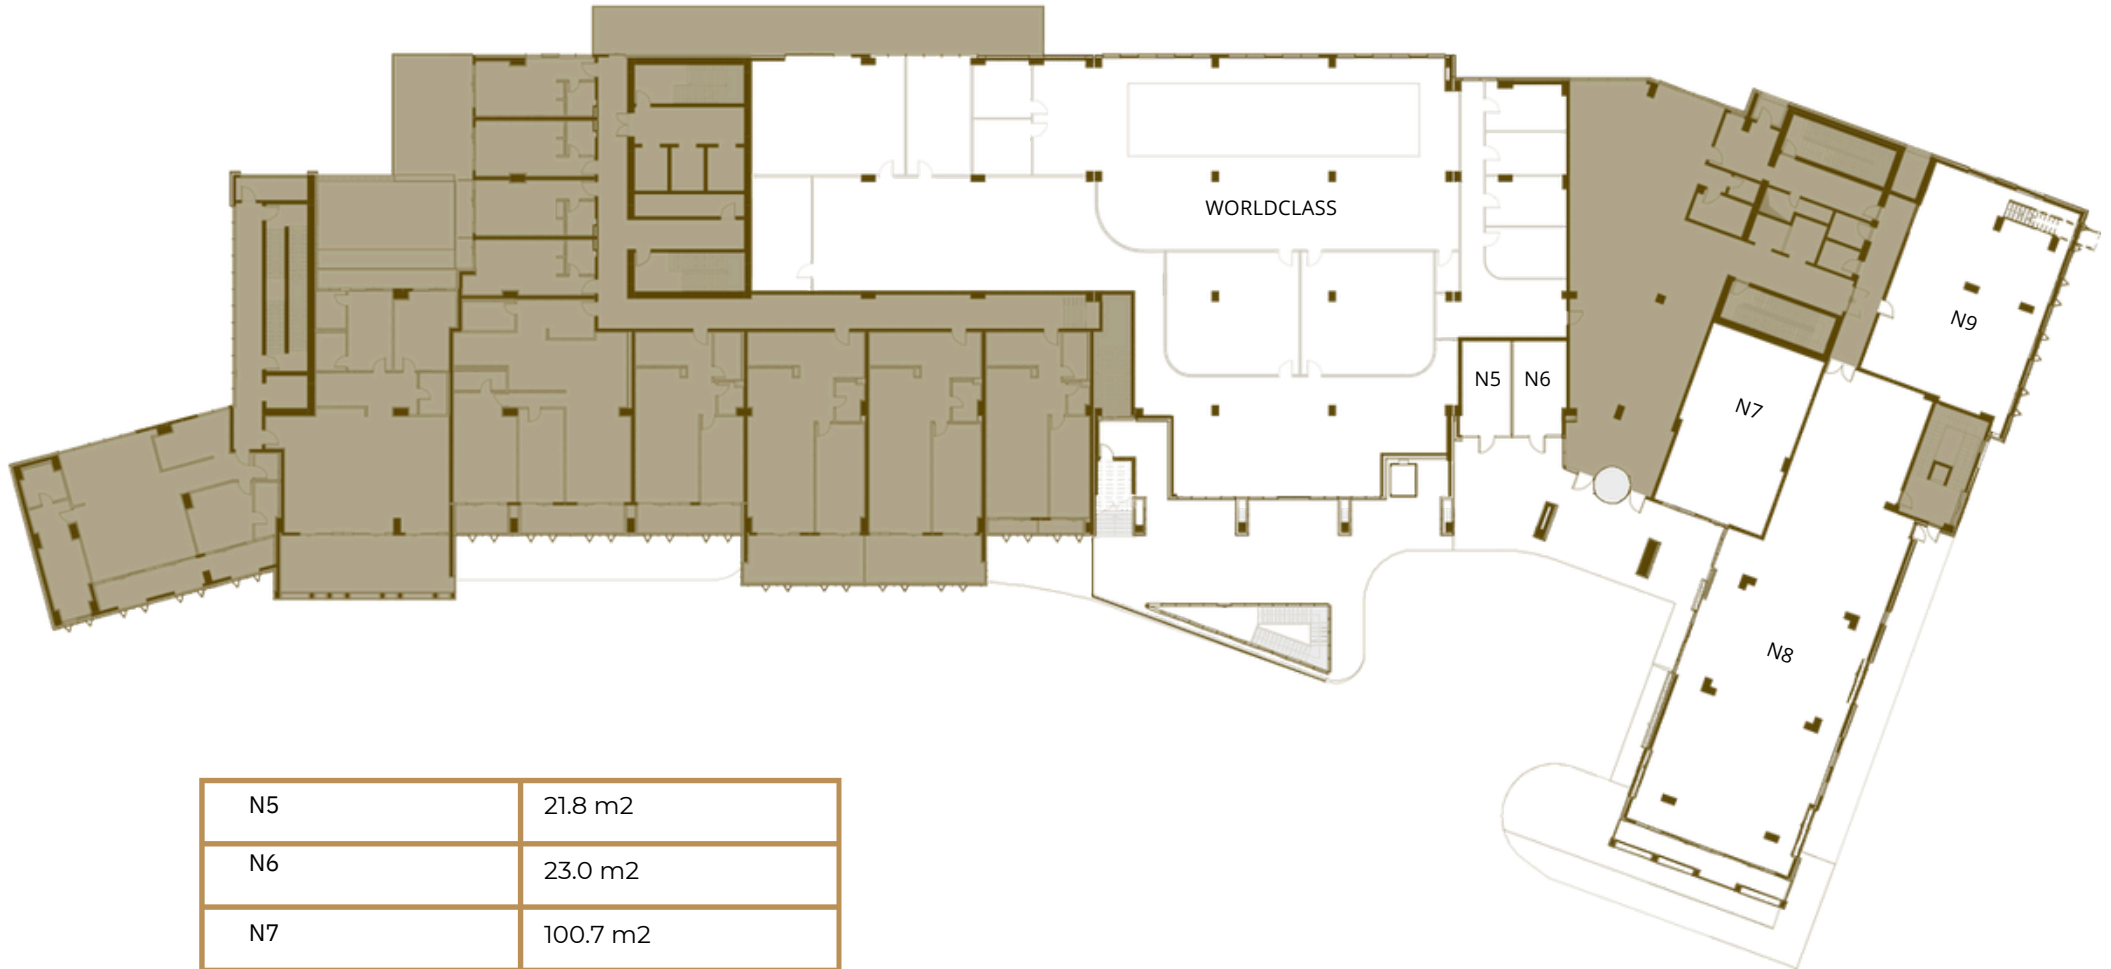 WORLDCLASS
N9
N5 N6
N7
N8
N5 21.8 m2
N6 23.0 m2
N7 100.7 m2